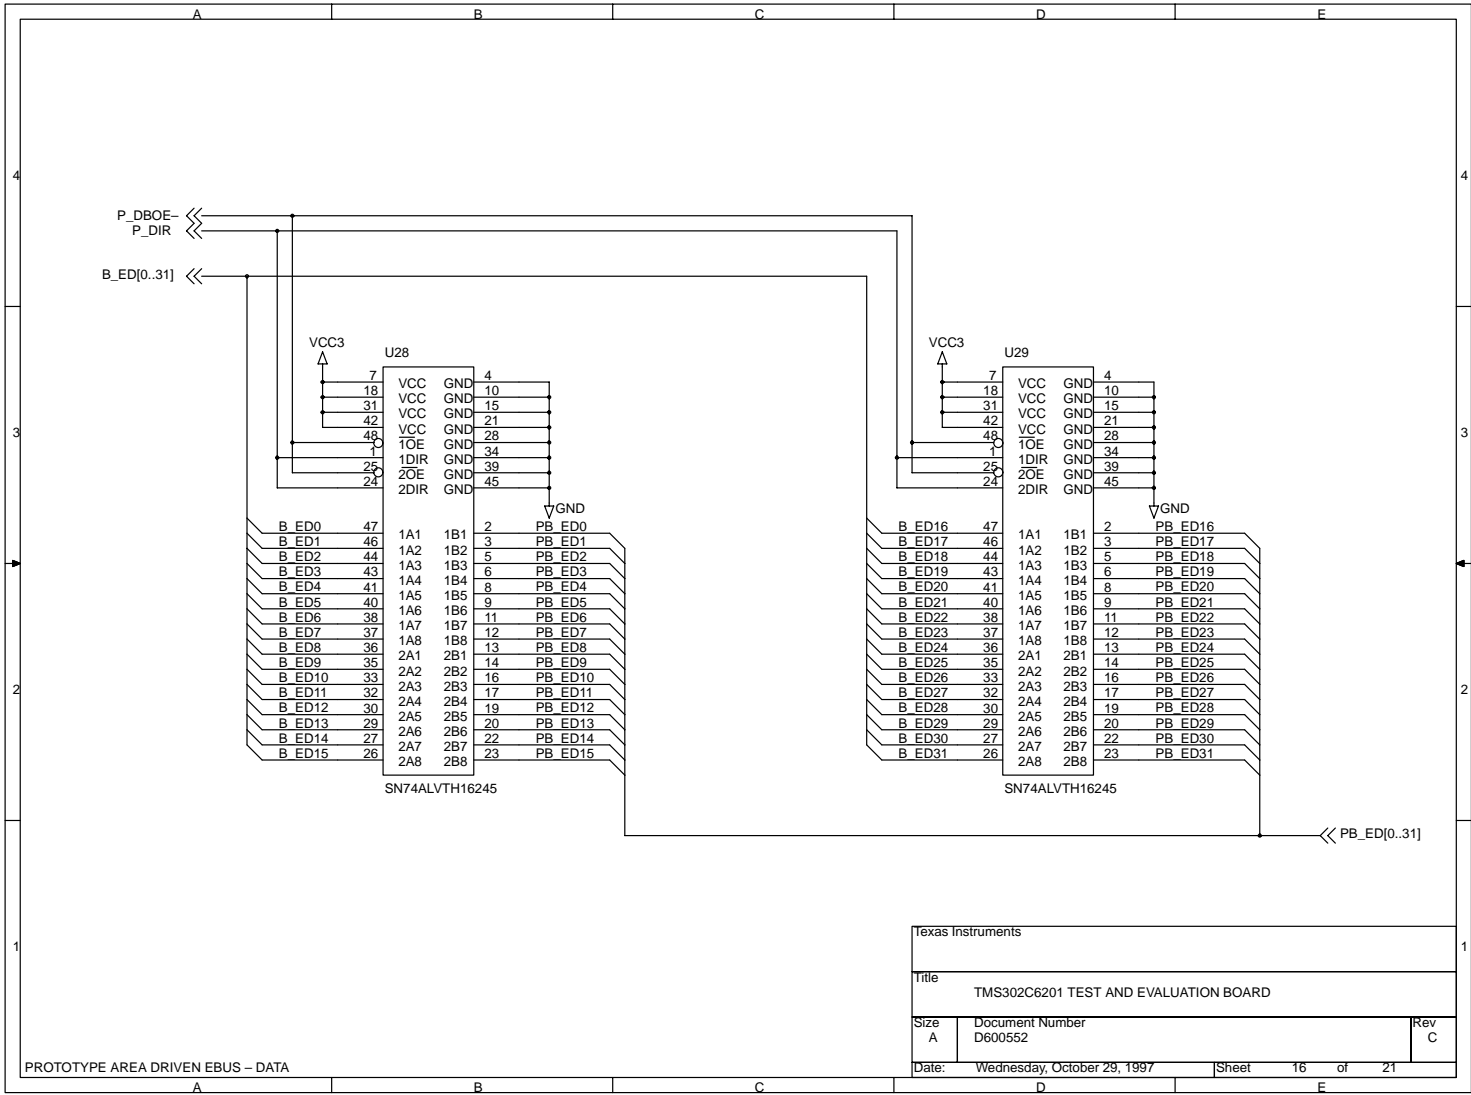 A B C D E
4 4
P_DBOE–
P_DIR
B_ED[0..31]
VCC3 U28 VCC3 U29
7 VCC GND 4 7 VCC GND 4
18 VCC GND 10 18 VCC GND 10
31 VCC GND 15 31 VCC GND 15
42 VCC GND 21 42 VCC GND 21
3 48 1OE GND 28 48 1OE GND 28 3
1 1DIR GND 34 1 1DIR GND 34
25 2OE GND 39 25 2OE GND 39
24 2DIR GND 45 24 2DIR GND 45
GND GND
B_ED0 47 1A1 1B1 2 PB_ED0 B_ED16 47 1A1 1B1 2 PB_ED16
B_ED1 46 1A2 1B2 3 PB_ED1 B_ED17 46 1A2 1B2 3 PB_ED17
B_ED2 44 1A3 1B3 5 PB_ED2 B_ED18 44 1A3 1B3 5 PB_ED18
B_ED3 43 1A4 1B4 6 PB_ED3 B_ED19 43 1A4 1B4 6 PB_ED19
B_ED4 41 1A5 1B5 8 PB_ED4 B_ED20 41 1A5 1B5 8 PB_ED20
B_ED5 40 1A6 1B6 9 PB_ED5 B_ED21 40 1A6 1B6 9 PB_ED21
B_ED6 38 1A7 1B7 11 PB_ED6 B_ED22 38 1A7 1B7 11 PB_ED22
B_ED7 37 1A8 1B8 12 PB_ED7 B_ED23 37 1A8 1B8 12 PB_ED23
B_ED8 36 2A1 2B1 13 PB_ED8 B_ED24 36 2A1 2B1 13 PB_ED24
B_ED9 35 2A2 2B2 14 PB_ED9 B_ED25 35 2A2 2B2 14 PB_ED25
2 B_ED10 33 2A3 2B3 16 PB_ED10 B_ED26 33 2A3 2B3 16 PB_ED26 2
B_ED11 32 2A4 2B4 17 PB_ED11 B_ED27 32 2A4 2B4 17 PB_ED27
B_ED12 30 2A5 2B5 19 PB_ED12 B_ED28 30 2A5 2B5 19 PB_ED28
B_ED13 29 2A6 2B6 20 PB_ED13 B_ED29 29 2A6 2B6 20 PB_ED29
B_ED14 27 2A7 2B7 22 PB_ED14 B_ED30 27 2A7 2B7 22 PB_ED30
B_ED15 26 2A8 2B8 23 PB_ED15 B_ED31 26 2A8 2B8 23 PB_ED31
SN74ALVTH16245 SN74ALVTH16245
PB_ED[0..31]
Texas Instruments
1 1
Title
TMS302C6201 TEST AND EVALUATION BOARD
Size Document Number Rev
A D600552 C
PROTOTYPE AREA DRIVEN EBUS – DATA
Date: Wednesday, October 29, 1997 Sheet 16 of 21
A B C D E